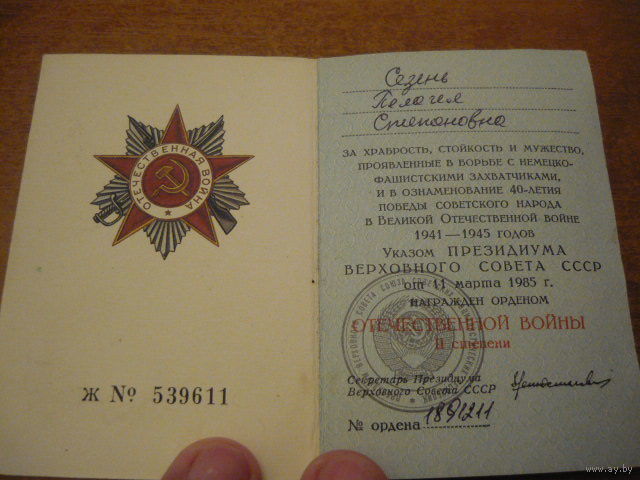 ОТЕЧЕСТВЕННАЯ ВОЙНА
Ж № 539611
Сезень
Пелагея
Степановна
ЗА ХРАБРОСТЬ, СТОЙКОСТЬ И МУЖЕСТВО,
ПРОЯВЛЕННЫЕ В БОРЬБЕ С НЕМЕЦКО-
ФАШИСТСКИМИ ЗАХВАТЧИКАМИ,
И В ОЗНАМЕНОВАНИЕ 40-ЛЕТИЯ
ПОБЕДЫ СОВЕТСКОГО НАРОДА
В ВЕЛИКОЙ ОТЕЧЕСТВЕННОЙ ВОЙНЕ
1941—1945 ГОДОВ
УКАЗОМ ПРЕЗИДИУМА
ВЕРХОВНОГО СОВЕТА СССР
от 11 марта 1985 г.
НАГРАЖДЕН ОРДЕНОМ
ОТЕЧЕСТВЕННОЙ ВОЙНЫ
II степени
Секретарь Президиума
Верховного Совета СССР
№ ордена 1891211
www.ay.by